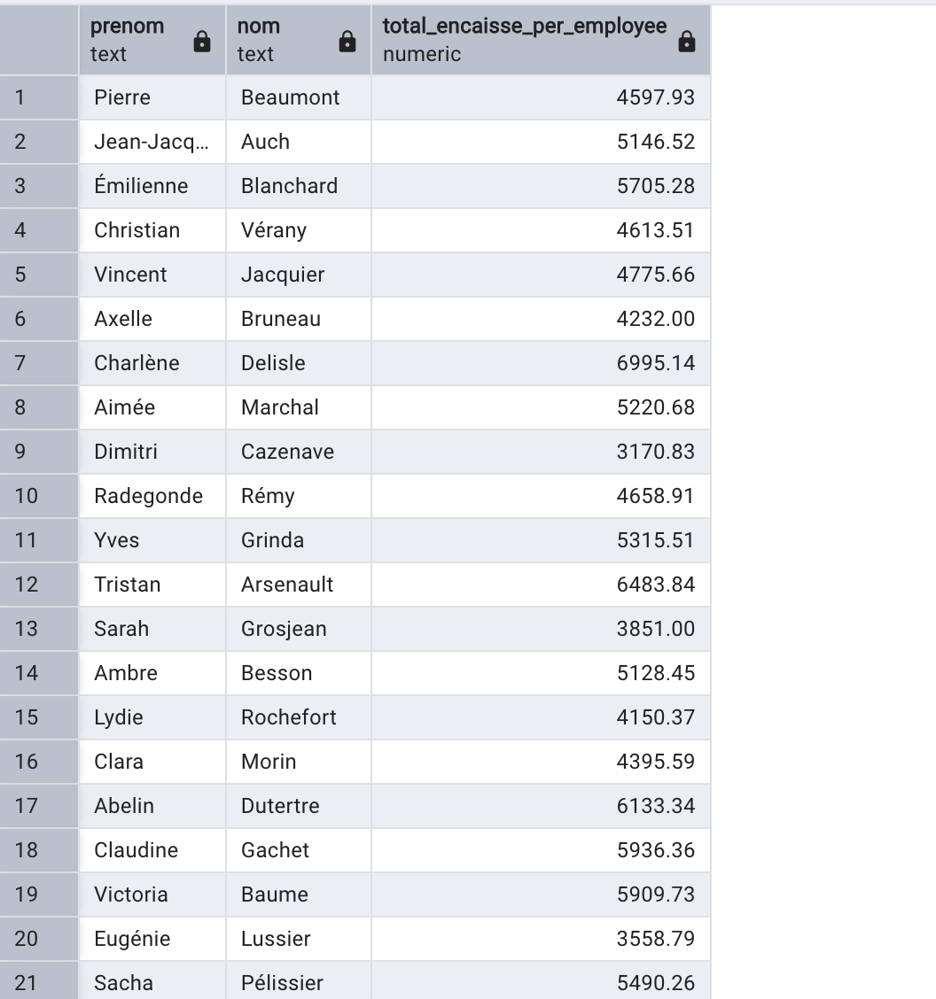 prenom nom total_encaisse_per_employee
text text numeric
1 Pierre Beaumont 4597.93
2 Jean-Jacq... Auch 5146.52
3 Émilienne Blanchard 5705.28
4 Christian Vérany 4613.51
5 Vincent Jacquier 4775.66
6 Axelle Bruneau 4232.00
7 Charlène Delisle 6995.14
8 Aimée Marchal 5220.68
9 Dimitri Cazenave 3170.83
10 Radegonde Rémy 4658.91
11 Yves Grinda 5315.51
12 Tristan Arsenault 6483.84
13 Sarah Grosjean 3851.00
14 Ambre Besson 5128.45
15 Lydie Rochefort 4150.37
16 Clara Morin 4395.59
17 Abelin Dutertre 6133.34
18 Claudine Gachet 5936.36
19 Victoria Baume 5909.73
20 Eugénie Lussier 3558.79
21 Sacha Pélissier 5490.26